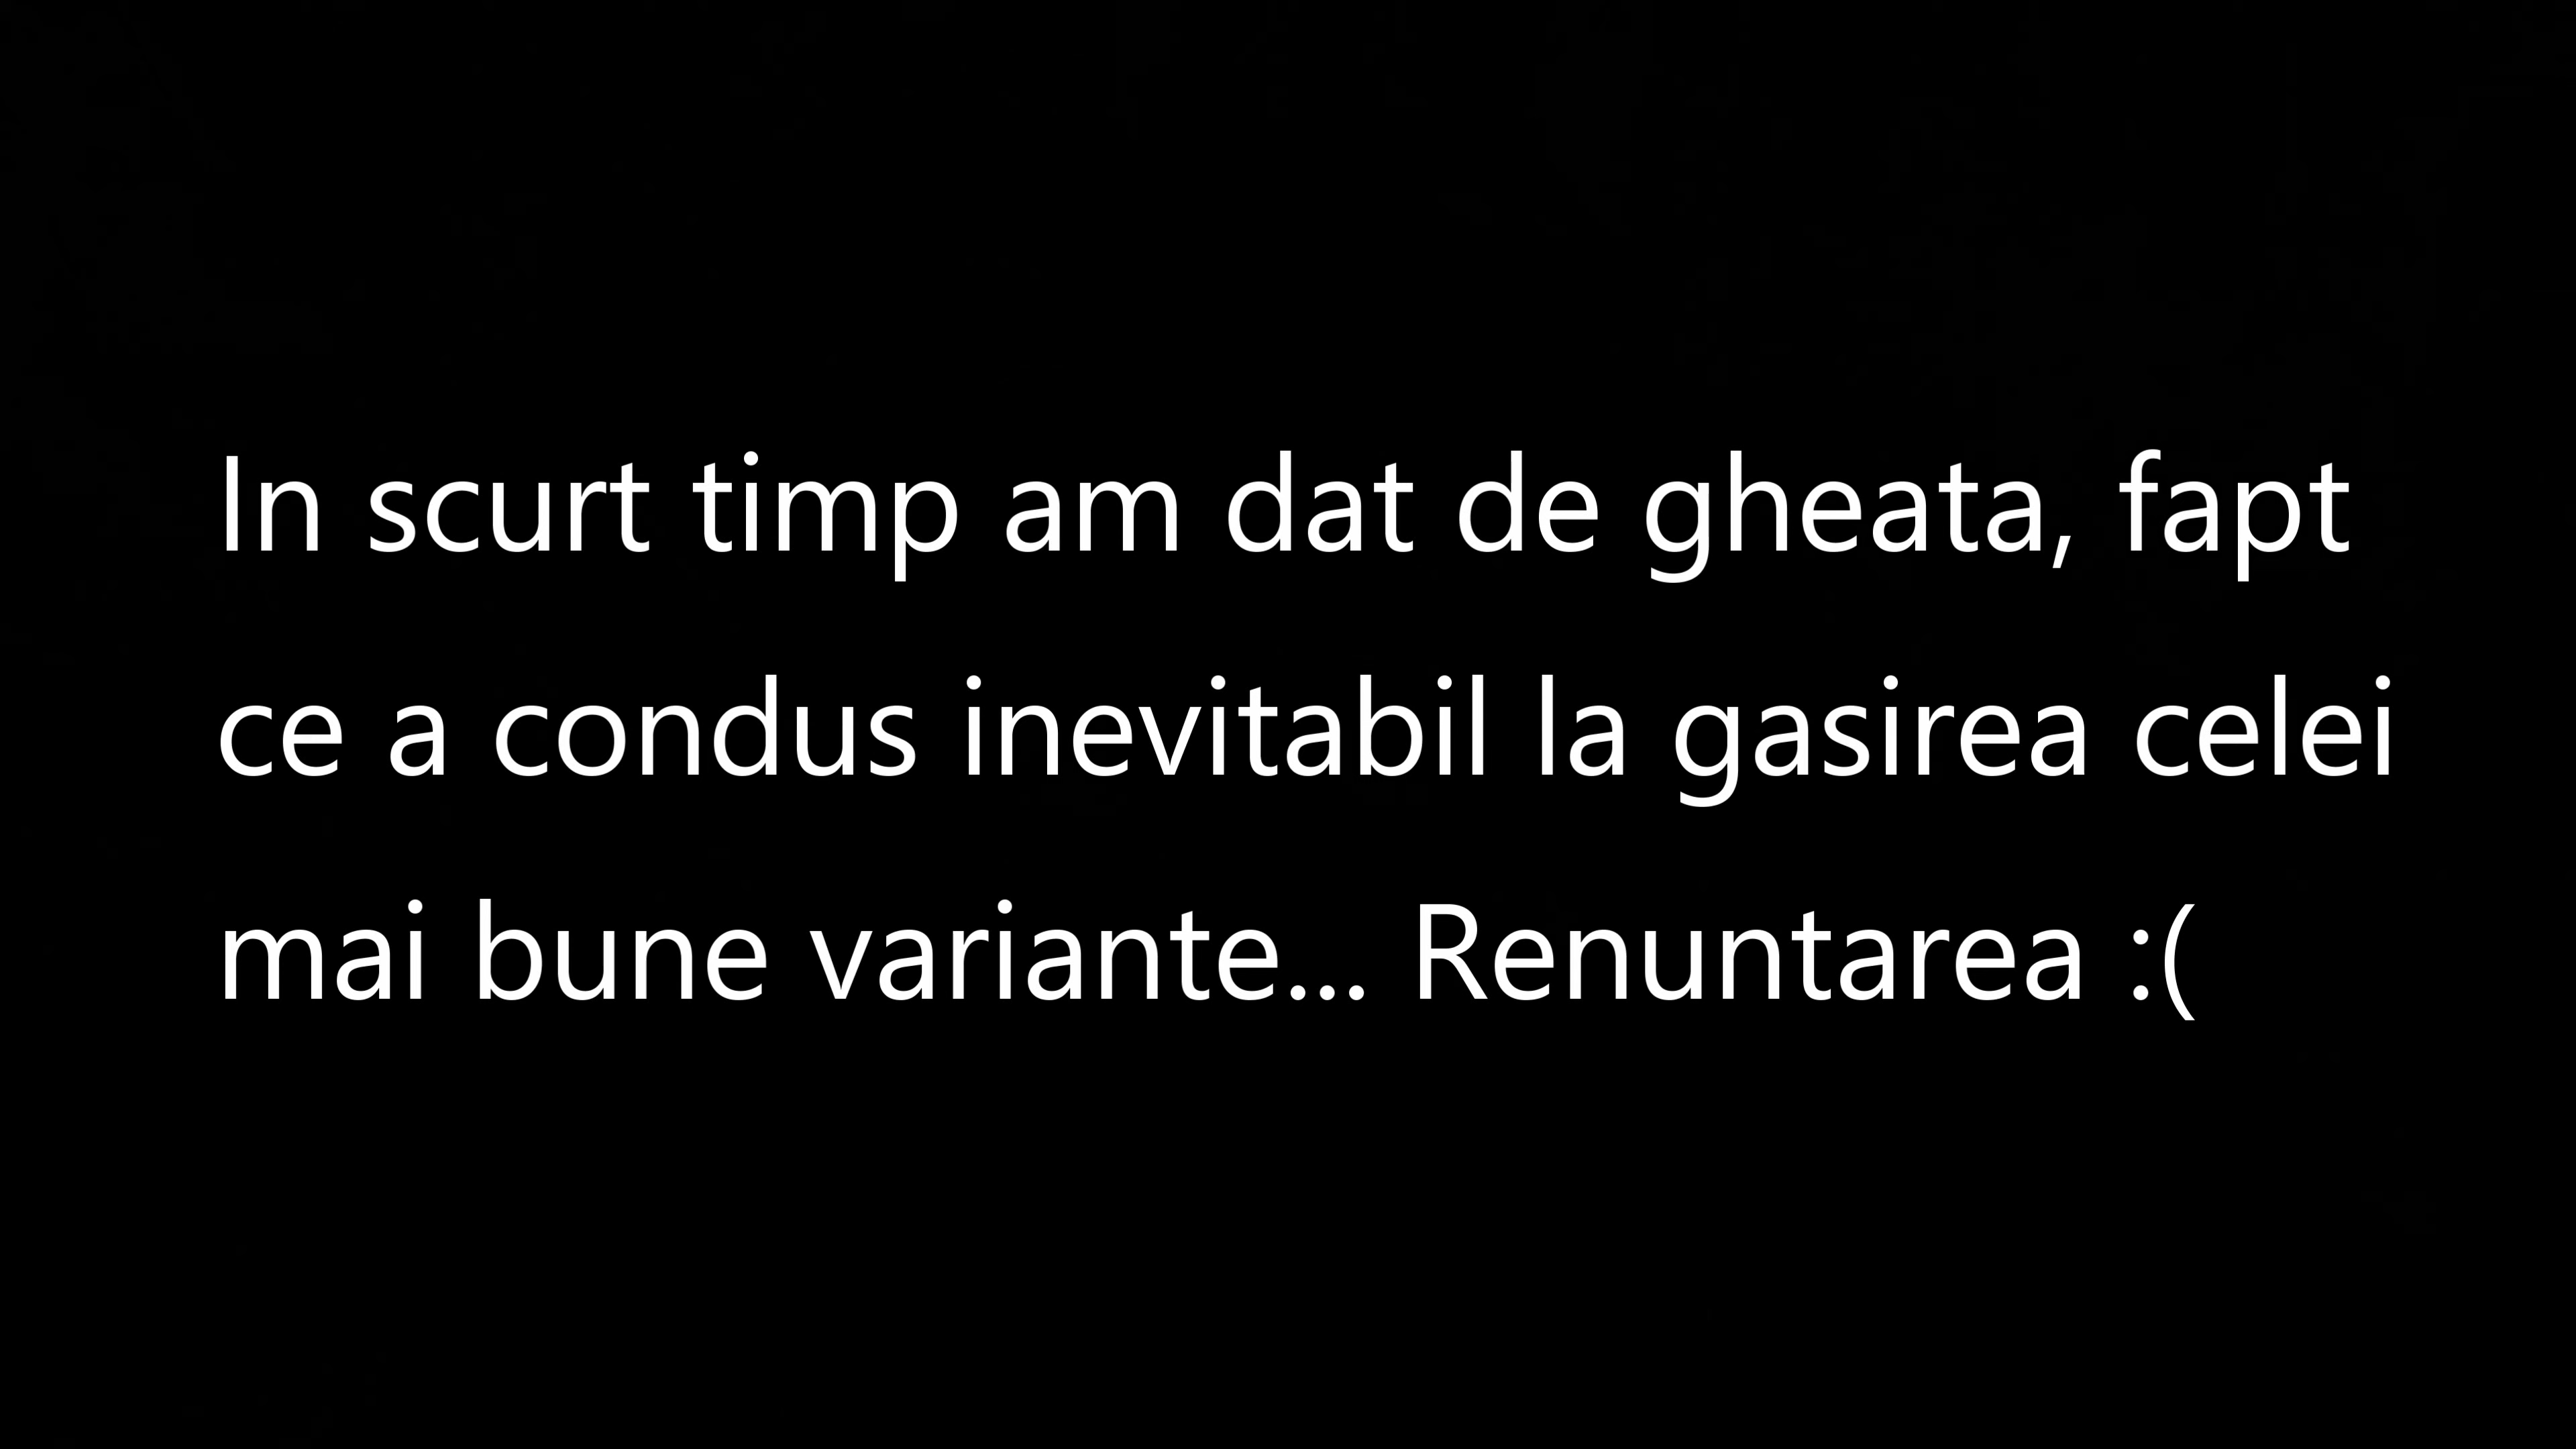 In scurt timp am dat de gheata, fapt
ce a condus inevitabil la gasirea celei
mai bune variante... Renuntarea :(